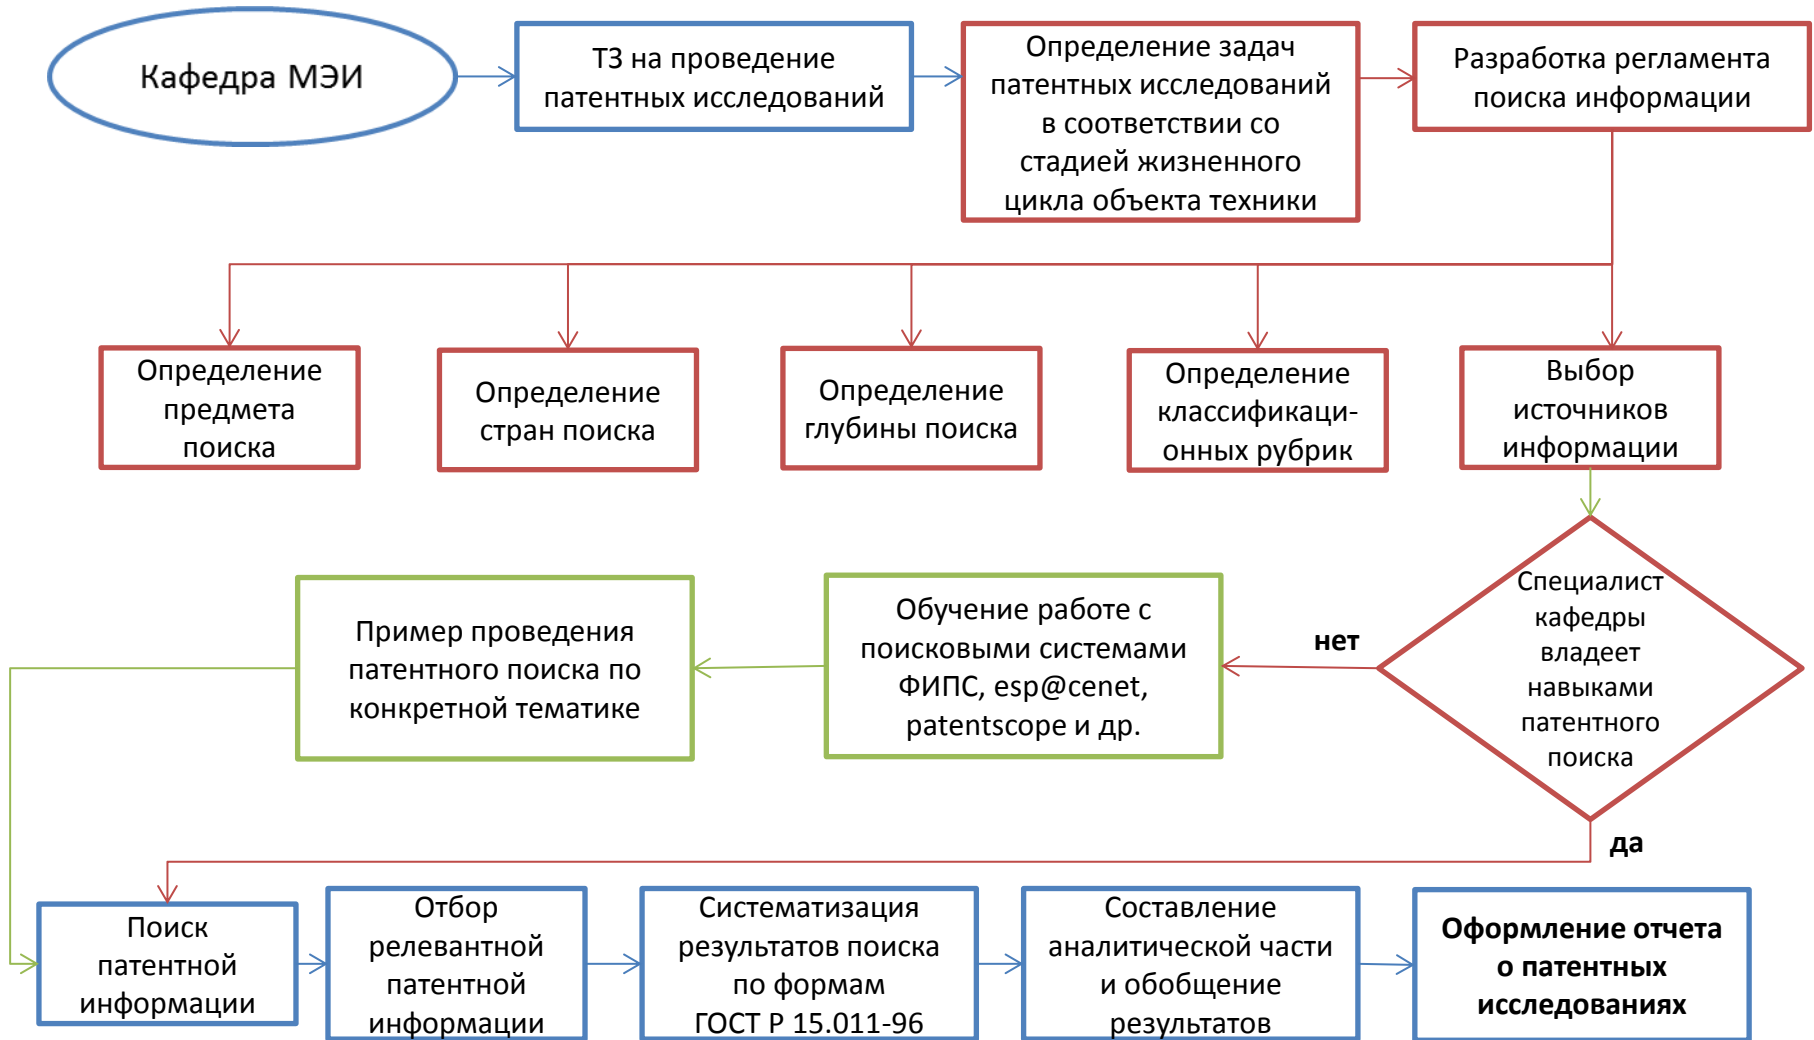 Кафедра МЭИ
ТЗ на проведение
патентных исследований
Определение задач
патентных исследований
в соответствии со
стадией жизненного
цикла объекта техники
Разработка регламента
поиска информации
Определение
предмета
поиска
Определение
стран поиска
Определение
глубины поиска
Определение
классификаци-
онных рубрик
Выбор
источников
информации
Специалист
кафедры
владеет
навыками
патентного
поиска
нет
Обучение работе с
поисковыми системами
ФИПС, esp@cenet,
patentscope и др.
Пример проведения
патентного поиска по
конкретной тематике
да
Поиск
патентной
информации
Отбор
релевантной
патентной
информации
Систематизация
результатов поиска
по формам
ГОСТ Р 15.011-96
Составление
аналитической части
и обобщение
результатов
Оформление отчета
о патентных
исследованиях